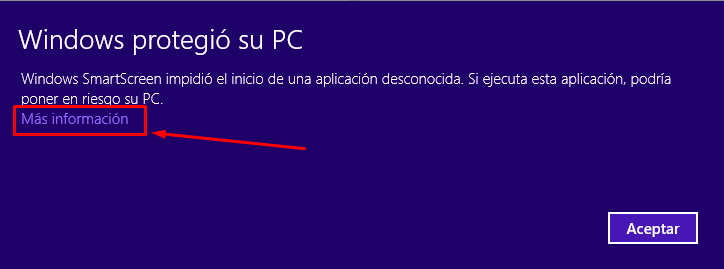 Windows protegió su PC
Windows SmartScreen impidió el inicio de una aplicación desconocida. Si ejecuta esta aplicación, podría
poner en riesgo su PC.
Más información
Aceptar